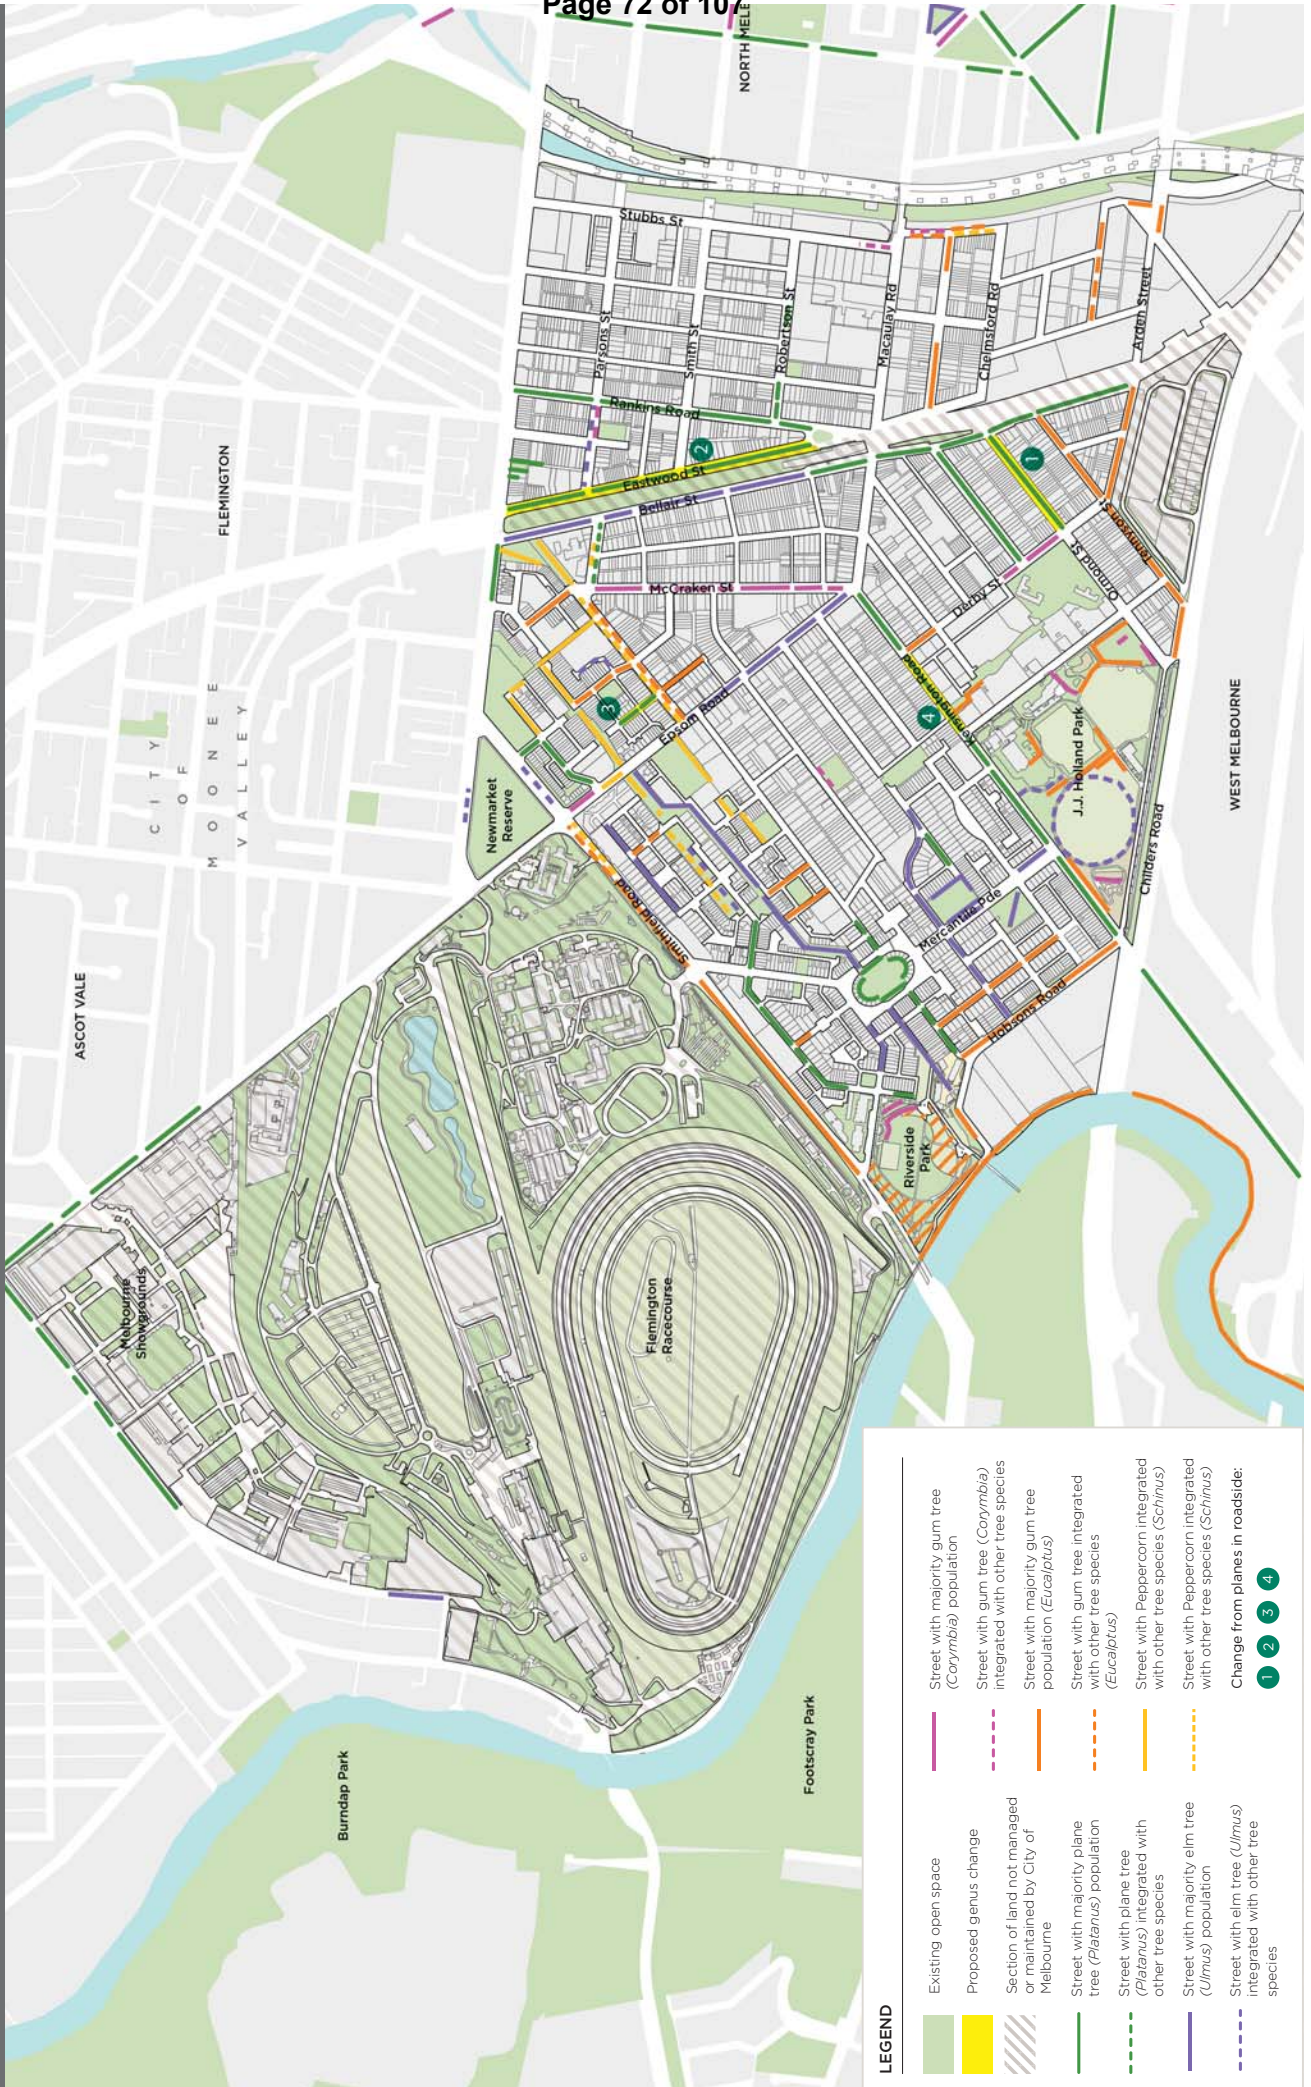 Page 72 of 107
NORTH MELB
FLEMINGTON
CITY
OF
MOONEE
VALLEY
ASCOT VALE
WEST MELBOURNE
Stubbs St
Parsons St
Smith St
Robertson St
Macaulay Rd
Chelmsford Rd
Arden Street
Rankins Road
2
Eastwood St
Bellair St
1
McCraken St
Tennyson St
Ormond St
Derby St
3
Epsom Road
4
Kensington Road
J.J. Holland Park
Newmarket
Reserve
Childers Road
Smithfield Road
Mercantile Pde
Hobsons Road
Riverside
Park
Melbourne
Showgrounds
Flemington
Racecourse
Burndap Park
Footscray Park
LEGEND
Existing open space
Proposed genus change
Section of land not managed
or maintained by City of
Melbourne
Street with majority plane
tree (Platanus) population
Street with plane tree
(Platanus) integrated with
other tree species
Street with majority elm tree
(Ulmus) population
Street with elm tree (Ulmus)
integrated with other tree
species
Street with majority gum tree
(Corymbia) population
Street with gum tree (Corymbia)
integrated with other tree species
Street with majority gum tree
population (Eucalptus)
Street with gum tree integrated
with other tree species
(Eucalptus)
Street with Peppercorn integrated
with other tree species (Schinus)
Street with Peppercorn integrated
with other tree species (Schinus)
Change from planes in roadside:
1 2 3 4